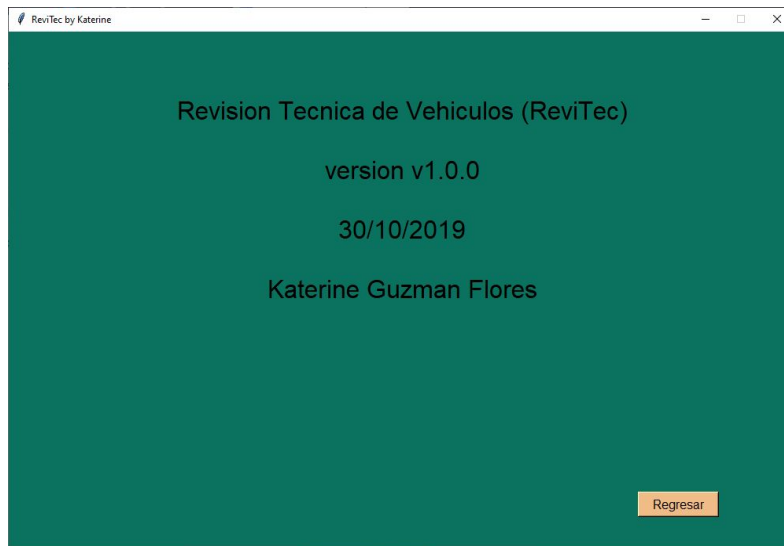 ReviTec by Katerine
Revision Tecnica de Vehiculos (ReviTec)
version v1.0.0
30/10/2019
Katerine Guzman Flores
Regresar